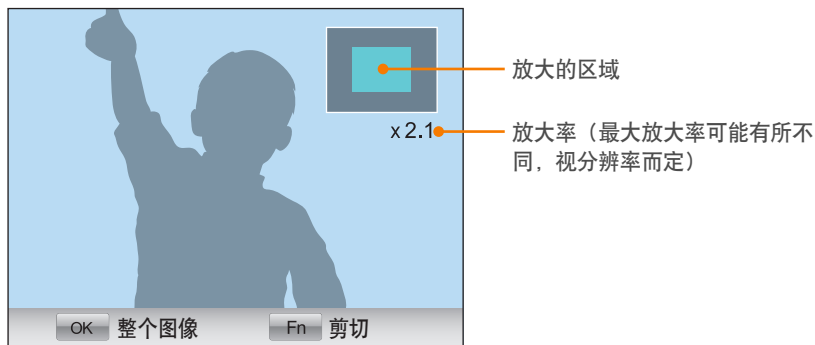 放大的区域
x 2.1
放大率（最大放大率可能有所不
同，视分辨率而定）
OK 整个图像 Fn 剪切